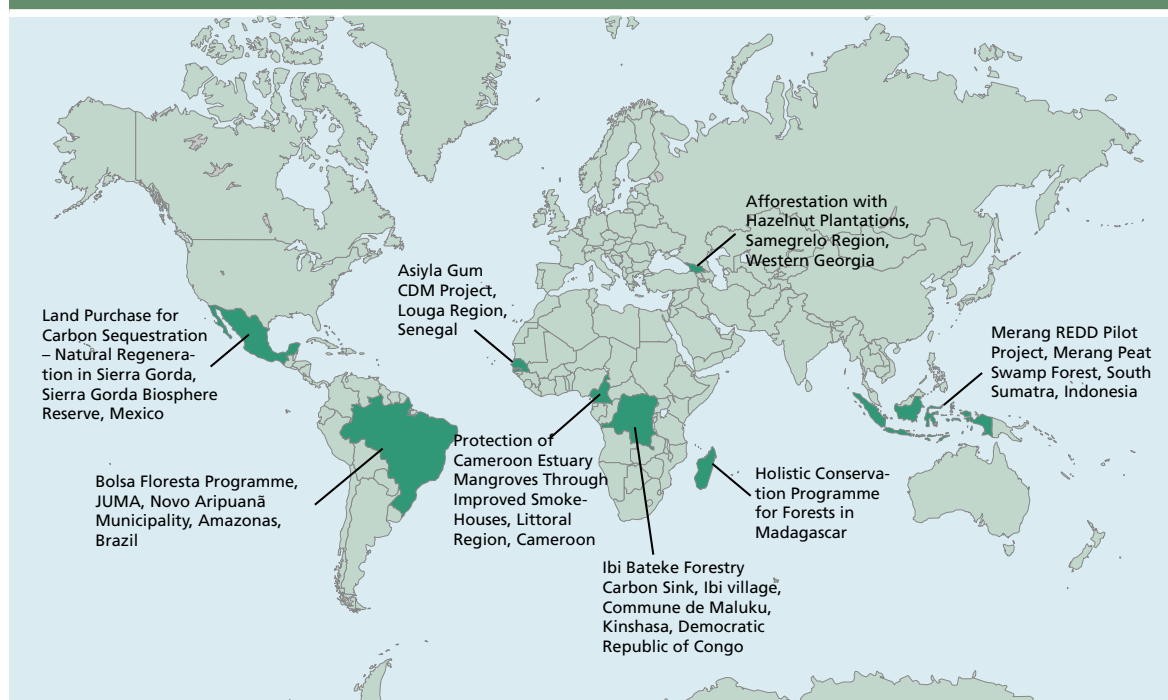 Afforestation with
Hazelnut Plantations,
Samegrelo Region,
Western Georgia
Asiyla Gum
CDM Project,
Louga Region,
Senegal
Land Purchase for
Carbon Sequestration
– Natural Regenera-
tion in Sierra Gorda,
Sierra Gorda Biosphere
Reserve, Mexico
Merang REDD Pilot
Project, Merang Peat
Swamp Forest, South
Sumatra, Indonesia
Bolsa Floresta Programme,
JUMA, Novo Aripuanã
Municipality, Amazonas,
Brazil
Protection of
Cameroon Estuary
Mangroves Through
Improved Smoke-
Houses, Littoral
Region, Cameroon
Holistic Conserva-
tion Programme
for Forests in
Madagascar
Ibi Bateke Forestry
Carbon Sink, Ibi village,
Commune de Maluku,
Kinshasa, Democratic
Republic of Congo